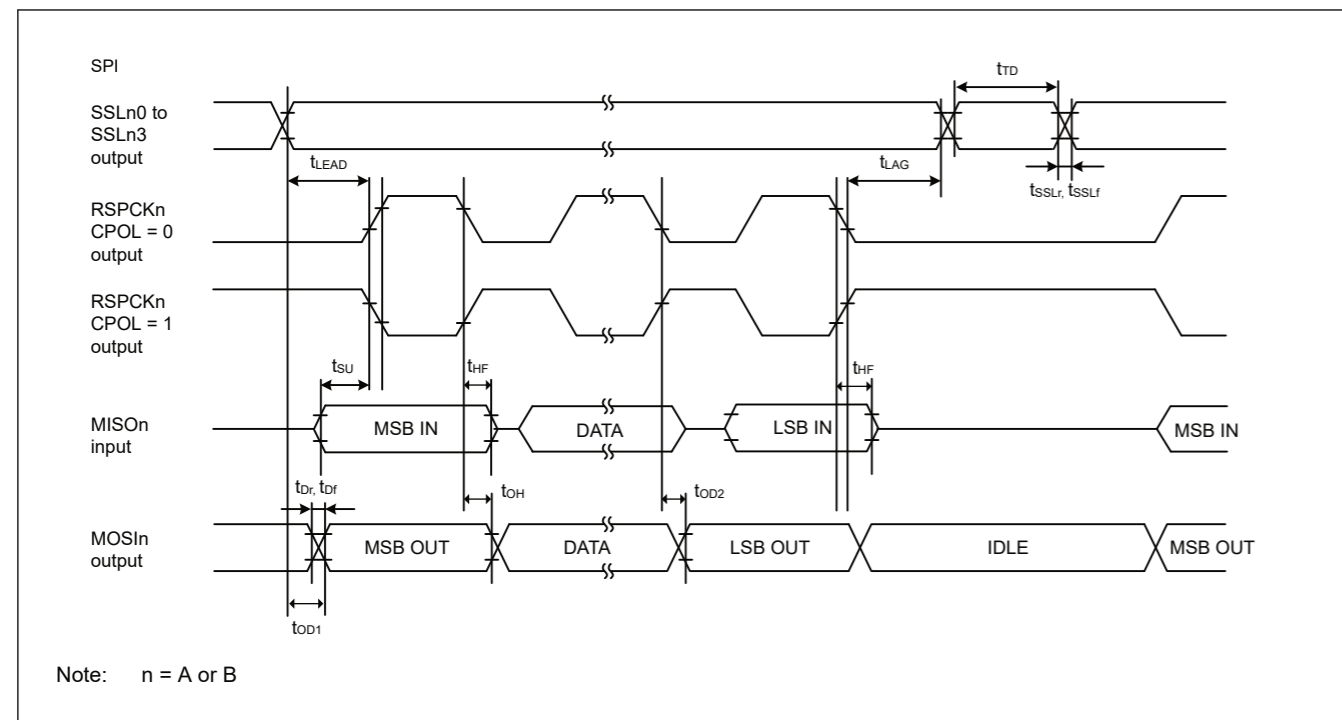 SPI
tTD
SSLn0 to
SSLn3
output
tLEAD
tLAG
tSSLr, tSSLf
RSPCKn
CPOL = 0
output
RSPCKn
CPOL = 1
output
tSU
tHF
tHF
MISOn
input
MSB IN
DATA
LSB IN
MSB IN
tDr, tDf
tOH
tOD2
MOSIn
output
MSB OUT
DATA
LSB OUT
IDLE
MSB OUT
tOD1
Note: n = A or B